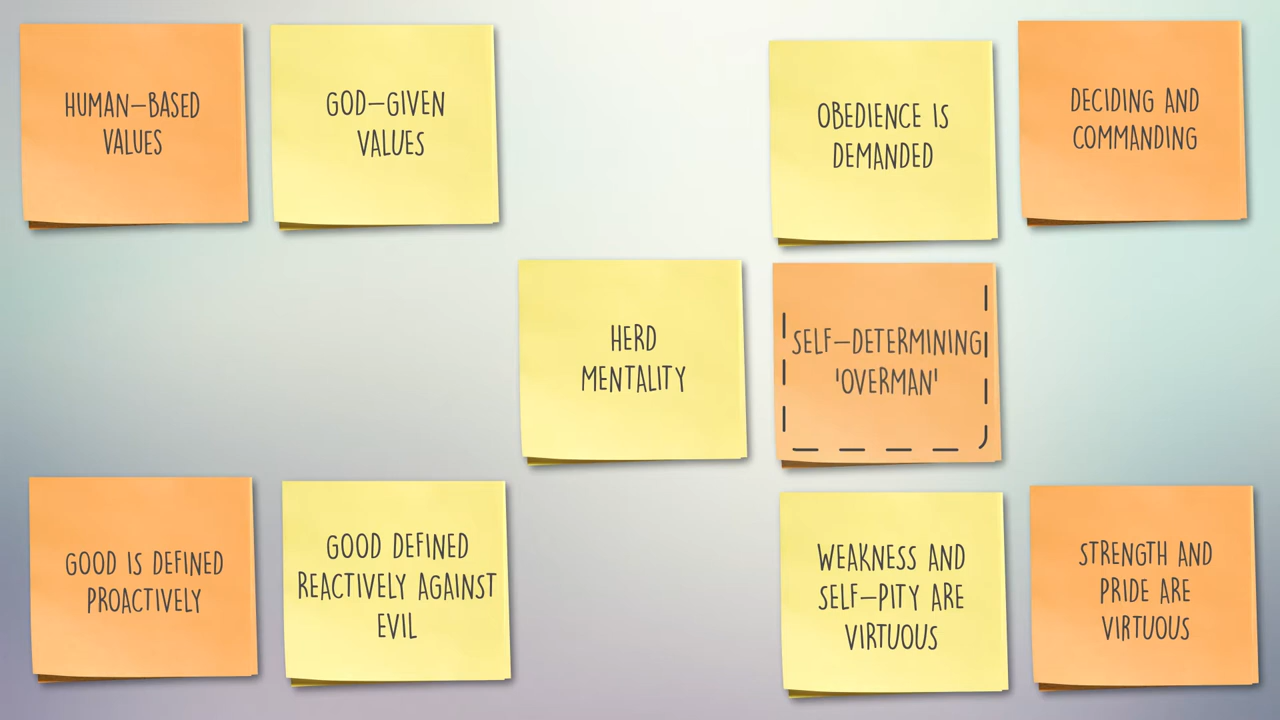 HUMAN–BASED
VALUES
GOD–GIVEN
VALUES
OBEDIENCE IS
DEMANDED
DECIDING AND
COMMANDING
HERD
MENTALITY
SELF–DETERMINING
'OVERMAN'
GOOD IS DEFINED
PROACTIVELY
GOOD DEFINED
REACTIVELY AGAINST
EVIL
WEAKNESS AND
SELF–PITY ARE
VIRTUOUS
STRENGTH AND
PRIDE ARE
VIRTUOUS